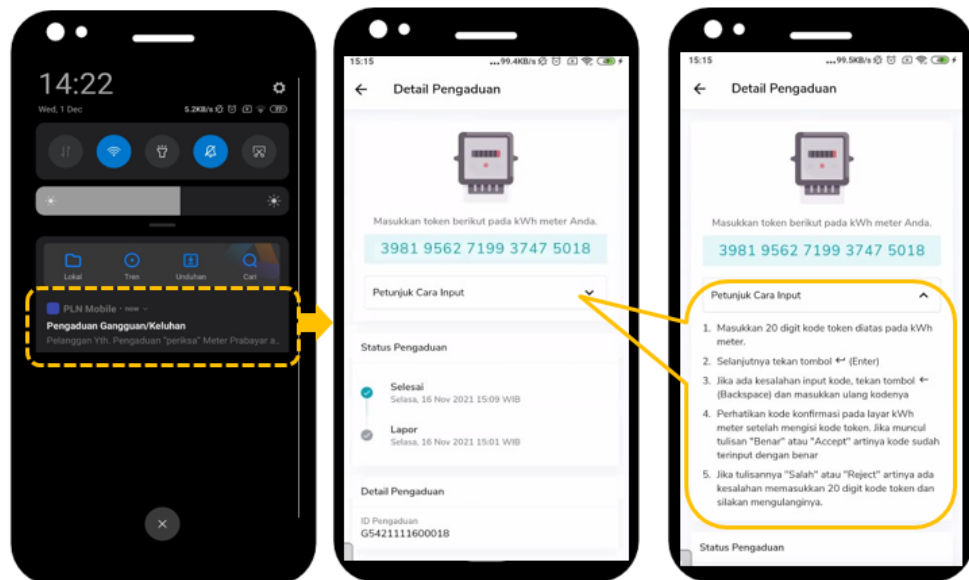 14:22
Wed, 1 Dec
5.2KB/s
Lokal
Tren
Unduhan
Cari
PLN Mobile · now
Pengaduan Gangguan/Keluhan
Pelanggan Yth. Pengaduan "periksa" Meter Prabayar a..
15:15
...99.4KB/s
← Detail Pengaduan
Masukkan token berikut pada kWh meter Anda.
3981 9562 7199 3747 5018
Petunjuk Cara Input
Status Pengaduan
Selesai
Selasa, 16 Nov 2021 15:09 WIB
Lapor
Selasa, 16 Nov 2021 15:01 WIB
Detail Pengaduan
ID Pengaduan
G5421111600018
15:15
...99.5KB/s
← Detail Pengaduan
Masukkan token berikut pada kWh meter Anda.
3981 9562 7199 3747 5018
Petunjuk Cara Input
1. Masukkan 20 digit kode token diatas pada kWh
meter.
2. Selanjutnya tekan tombol ↵ (Enter)
3. Jika ada kesalahan input kode, tekan tombol ←
(Backspace) dan masukkan ulang kodenya
4. Perhatikan kode konfirmasi pada layar kWh
meter setelah mengisi kode token. Jika muncul
tulisan "Benar" atau "Accept" artinya kode sudah
terinput dengan benar
5. Jika tulisannya "Salah" atau "Reject" artinya ada
kesalahan memasukkan 20 digit kode token dan
silakan mengulanginya.
Status Pengaduan